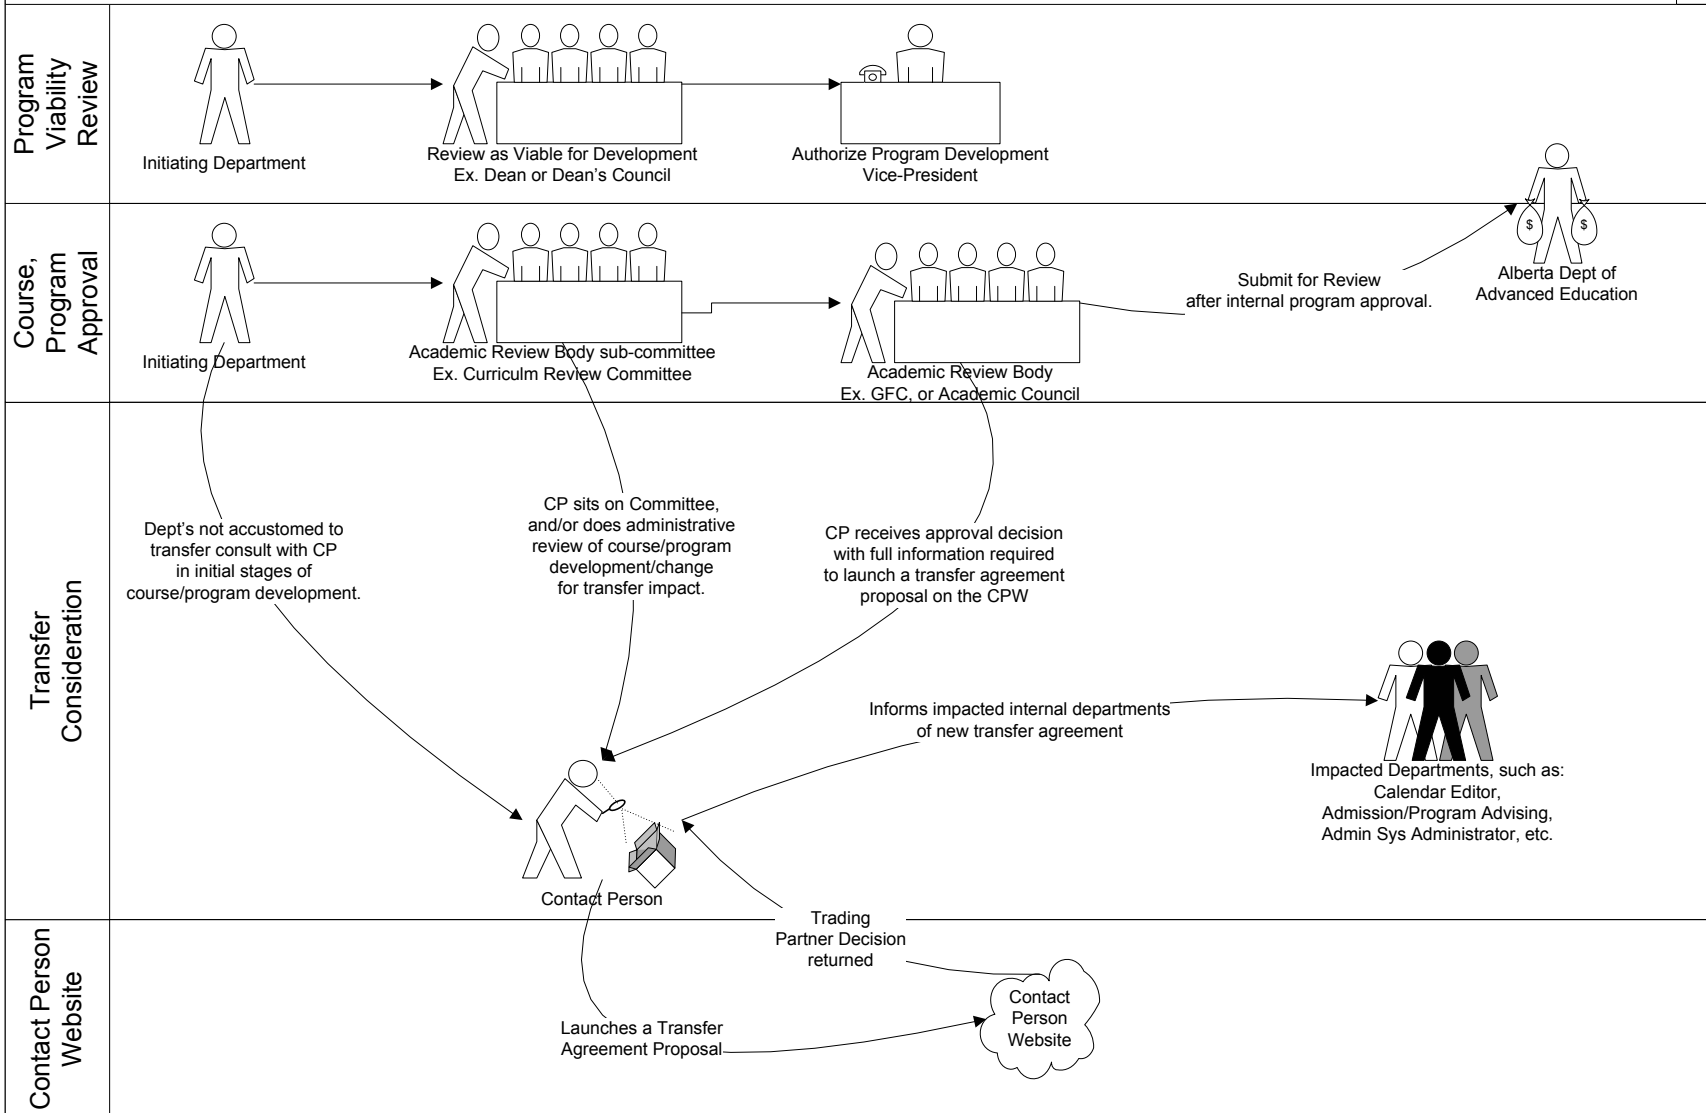 Program
Viability
Review
Initiating Department
Review as Viable for Development
Ex. Dean or Dean's Council
Authorize Program Development
Vice-President
Course,
Program
Approval
Initiating Department
Academic Review Body sub-committee
Ex. Curriculm Review Committee
Academic Review Body
Ex. GFC, or Academic Council
Submit for Review
after internal program approval.
$ $
Alberta Dept of
Advanced Education
Transfer
Consideration
Dept's not accustomed to
transfer consult with CP
in initial stages of
course/program development.
CP sits on Committee,
and/or does administrative
review of course/program
development/change
for transfer impact.
CP receives approval decision
with full information required
to launch a transfer agreement
proposal on the CPW
Informs impacted internal departments
of new transfer agreement
Impacted Departments, such as:
Calendar Editor,
Admission/Program Advising,
Admin Sys Administrator, etc.
Contact Person
Trading
Partner Decision
returned
Contact Person
Website
Launches a Transfer
Agreement Proposal
Contact
Person
Website